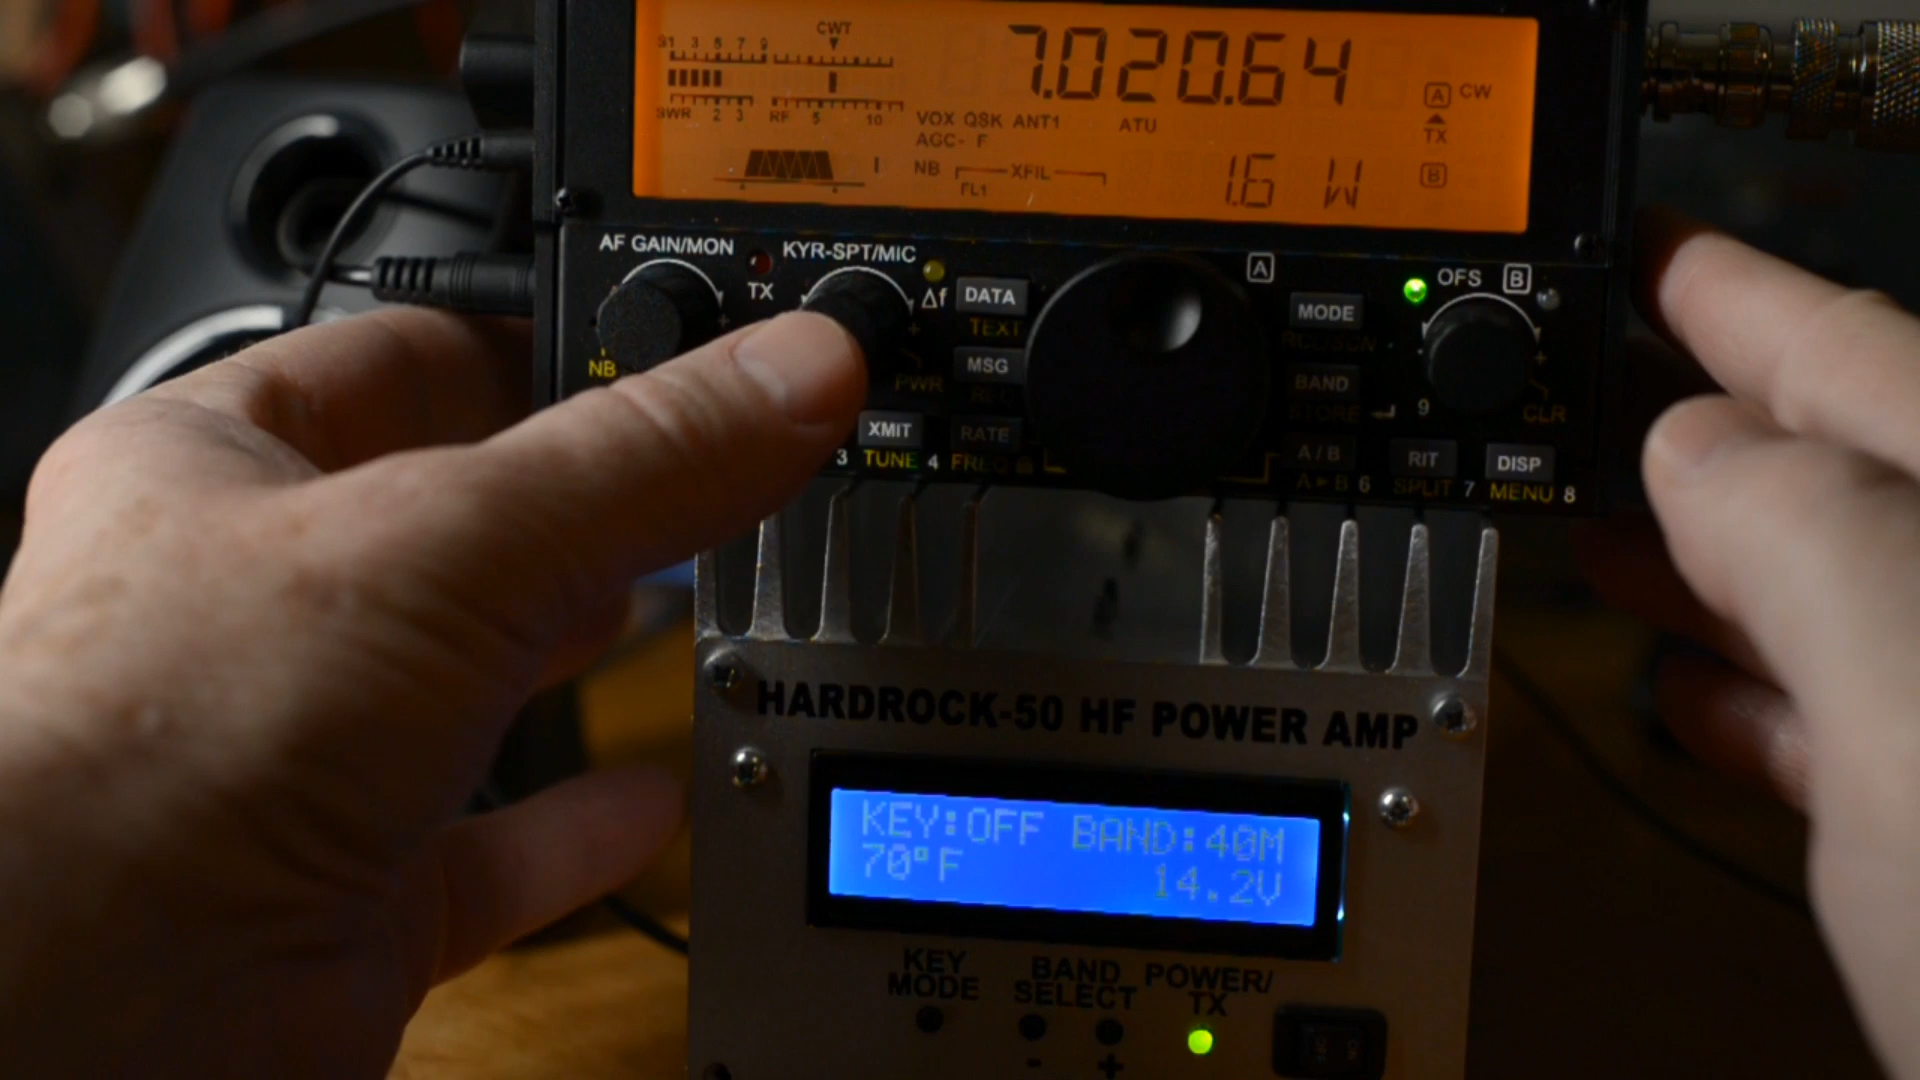 CWT
S1 3 5 7 9
7.020.64
A CW
SWR 2 3 RF 5 10
VOX QSK ANT1 ATU
TX
AGC- F
NB XFIL
FL1
1.6 W
B
AF GAIN/MON
TX
KYR-SPT/MIC
Δf
DATA
TEXT
A
MODE
OFS B
NB
PWR
MSG
REC
BAND
STORE
9
CLR
3
XMIT
TUNE 4
RATE
FREQ
A / B
A►B 6
RIT
SPLIT 7
DISP
MENU 8
HARDROCK-50 HF POWER AMP
KEY:OFF BAND:40M
70°F 14.2V
KEY MODE
BAND SELECT
- +
POWER/ TX